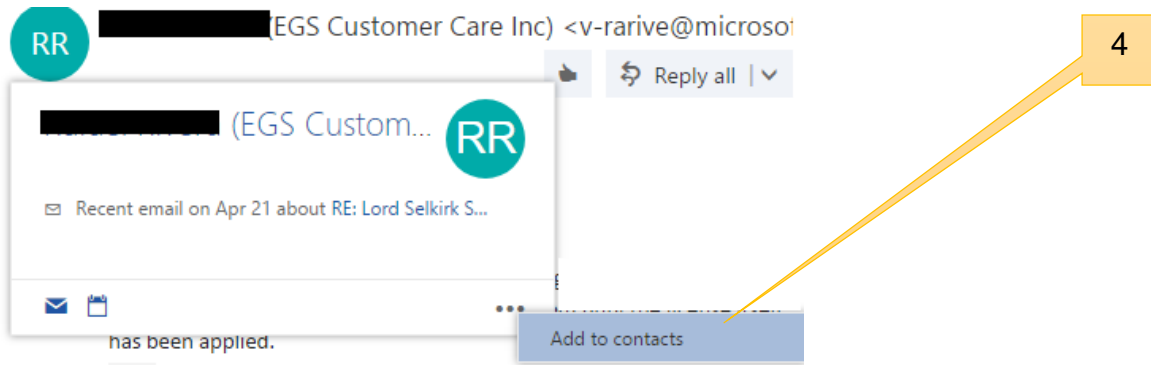 RR
(EGS Customer Care Inc) <v-rarive@microsof
4
Reply all
(EGS Custom...
RR
Recent email on Apr 21 about RE: Lord Selkirk S...
has been applied.
Add to contacts